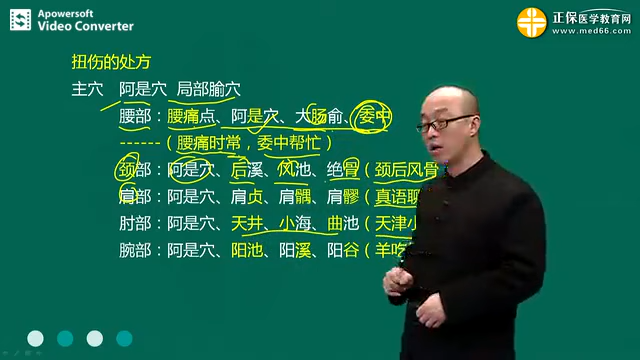 Apowersoft
Video Converter
正保医学教育网
www.med66.com
扭伤的处方
主穴 阿是穴 局部腧穴
腰部：腰痛点、阿是穴、大肠俞、委中
------（腰痛时常，委中帮忙）
颈部：阿是穴、后溪、风池、绝骨（颈后风骨
肩部：阿是穴、肩贞、肩髃、肩髎（真语聊
肘部：阿是穴、天井、小海、曲池（天津小
腕部：阿是穴、阳池、阳溪、阳谷（羊吃